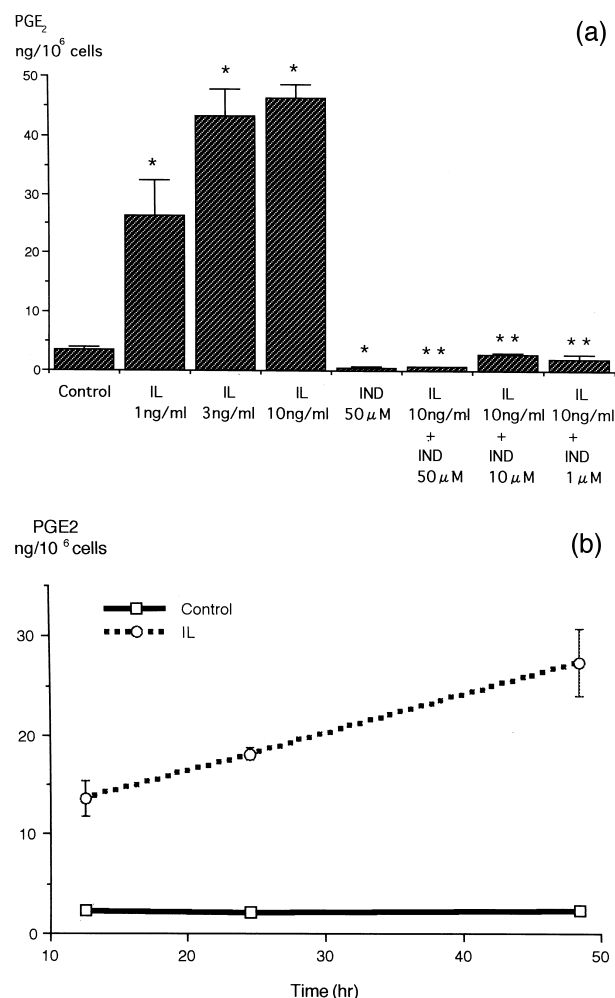 PGE2
(a)
ng/10^6 cells
50
40
30
20
10
0
* * * * ** ** **
Control IL IL IL IND IL IL IL
1ng/ml 3ng/ml 10ng/ml 50 μM 10ng/ml 10ng/ml 10ng/ml
+ + +
IND IND IND
50 μM 10 μM 1 μM
PGE2
(b)
ng/10 6 cells
Control
IL
30
20
10
0
10 20 30 40 50
Time (hr)